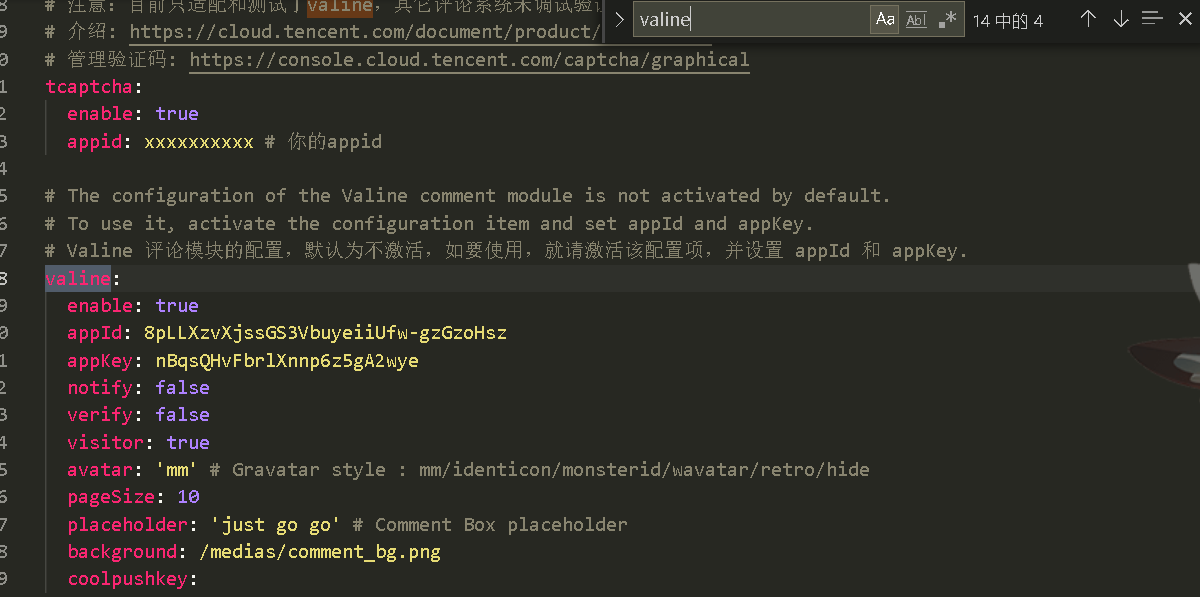 # 注意: 目前只适配和测试了valine, 其它评论系统未调试验证
valine
Aa
Abl
.*
14 中的 4
# 介绍: https://cloud.tencent.com/document/product/
# 管理验证码: https://console.cloud.tencent.com/captcha/graphical
tcaptcha:
enable: true
appid: xxxxxxxxxx # 你的appid
# The configuration of the Valine comment module is not activated by default.
# To use it, activate the configuration item and set appId and appKey.
# Valine 评论模块的配置，默认为不激活，如要使用，就请激活该配置项，并设置 appId 和 appKey.
valine:
enable: true
appId: 8pLLXzvXjssGS3VbuyeiiUfw-gzGzoHsz
appKey: nBqsQHvFbrlXnnp6z5gA2wye
notify: false
verify: false
visitor: true
avatar: 'mm' # Gravatar style : mm/identicon/monsterid/wavatar/retro/hide
pageSize: 10
placeholder: 'just go go' # Comment Box placeholder
background: /medias/comment_bg.png
coolpushkey: